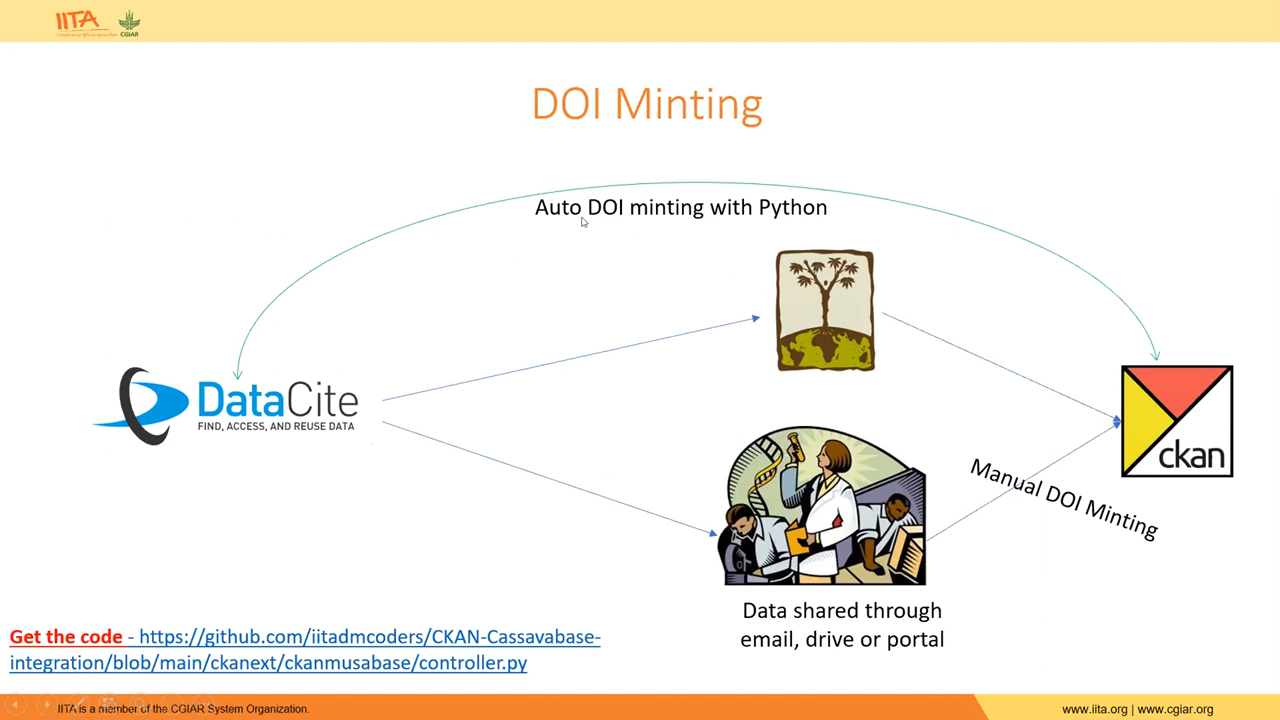 IITA
CGIAR
DOI Minting
Auto DOI minting with Python
DataCite
FIND, ACCESS, AND REUSE DATA
ckan
Manual DOI Minting
Data shared through
email, drive or portal
Get the code - https://github.com/iitadmcoders/CKAN-Cassavabase-
integration/blob/main/ckanext/ckanmusabase/controller.py
IITA is a member of the CGIAR System Organization.
www.iita.org | www.cgiar.org